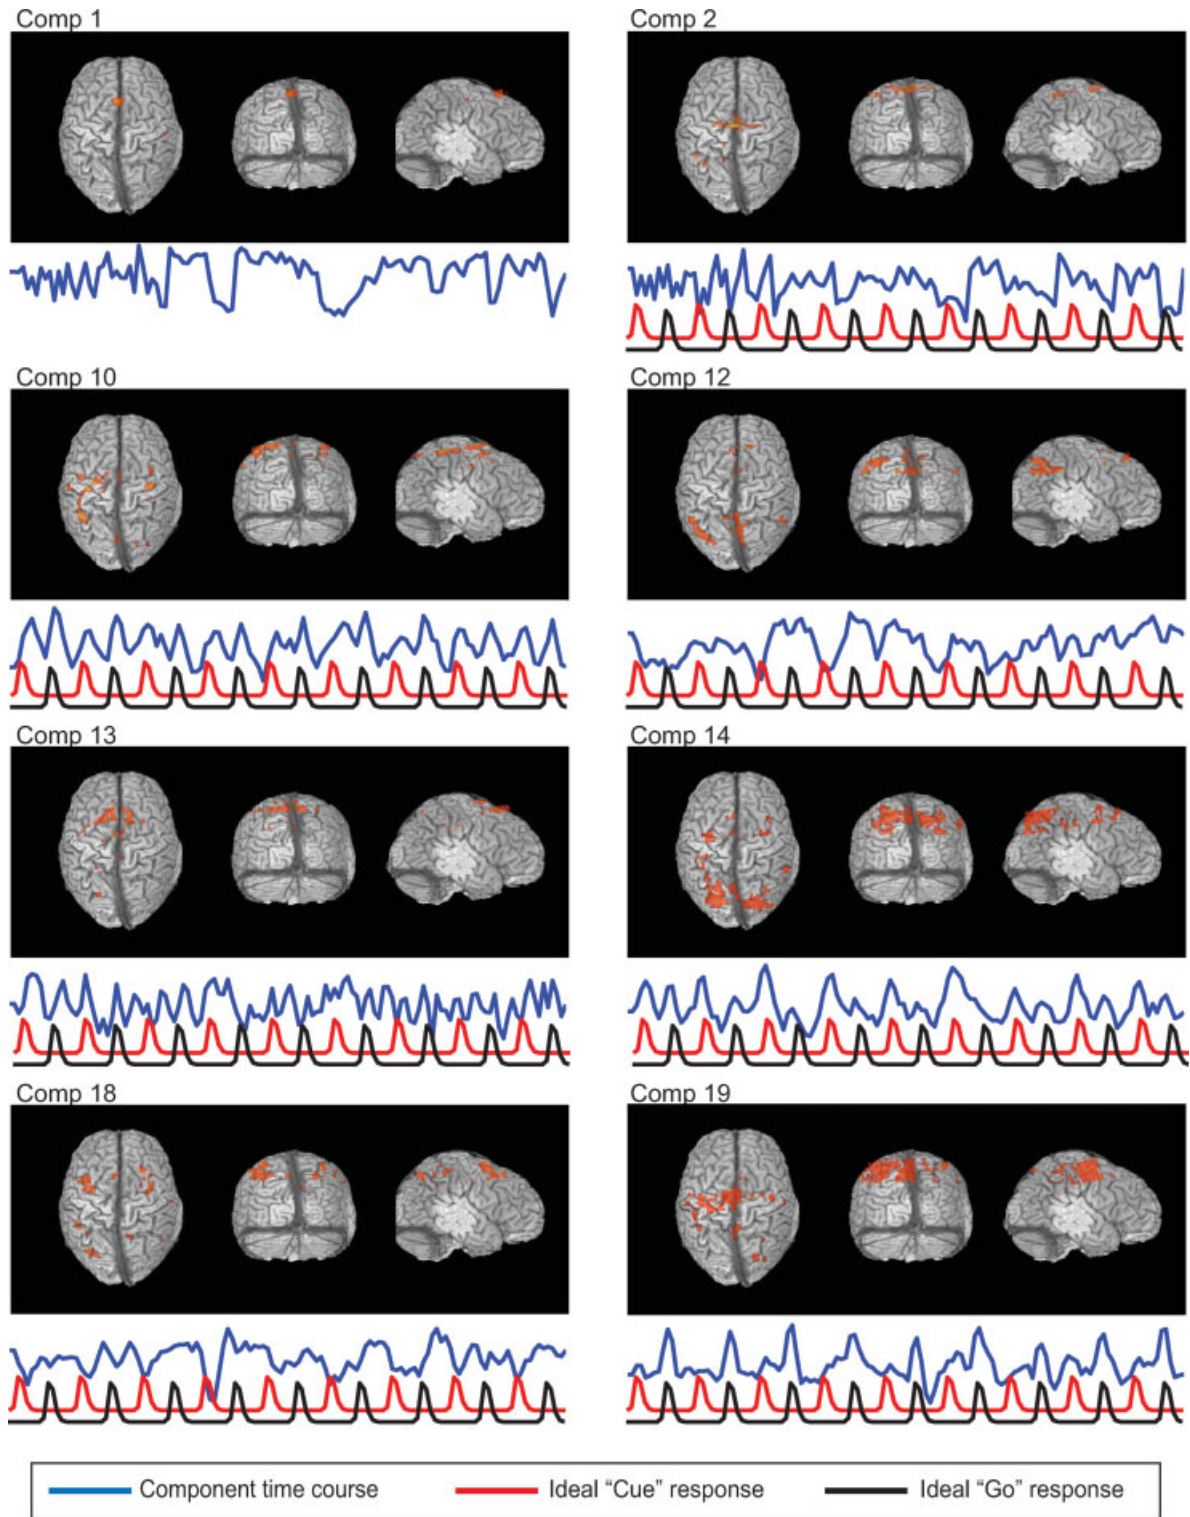 Comp 1
Comp 2
Comp 10
Comp 12
Comp 13
Comp 14
Comp 18
Comp 19
Component time course
Ideal “Cue” response
Ideal “Go” response